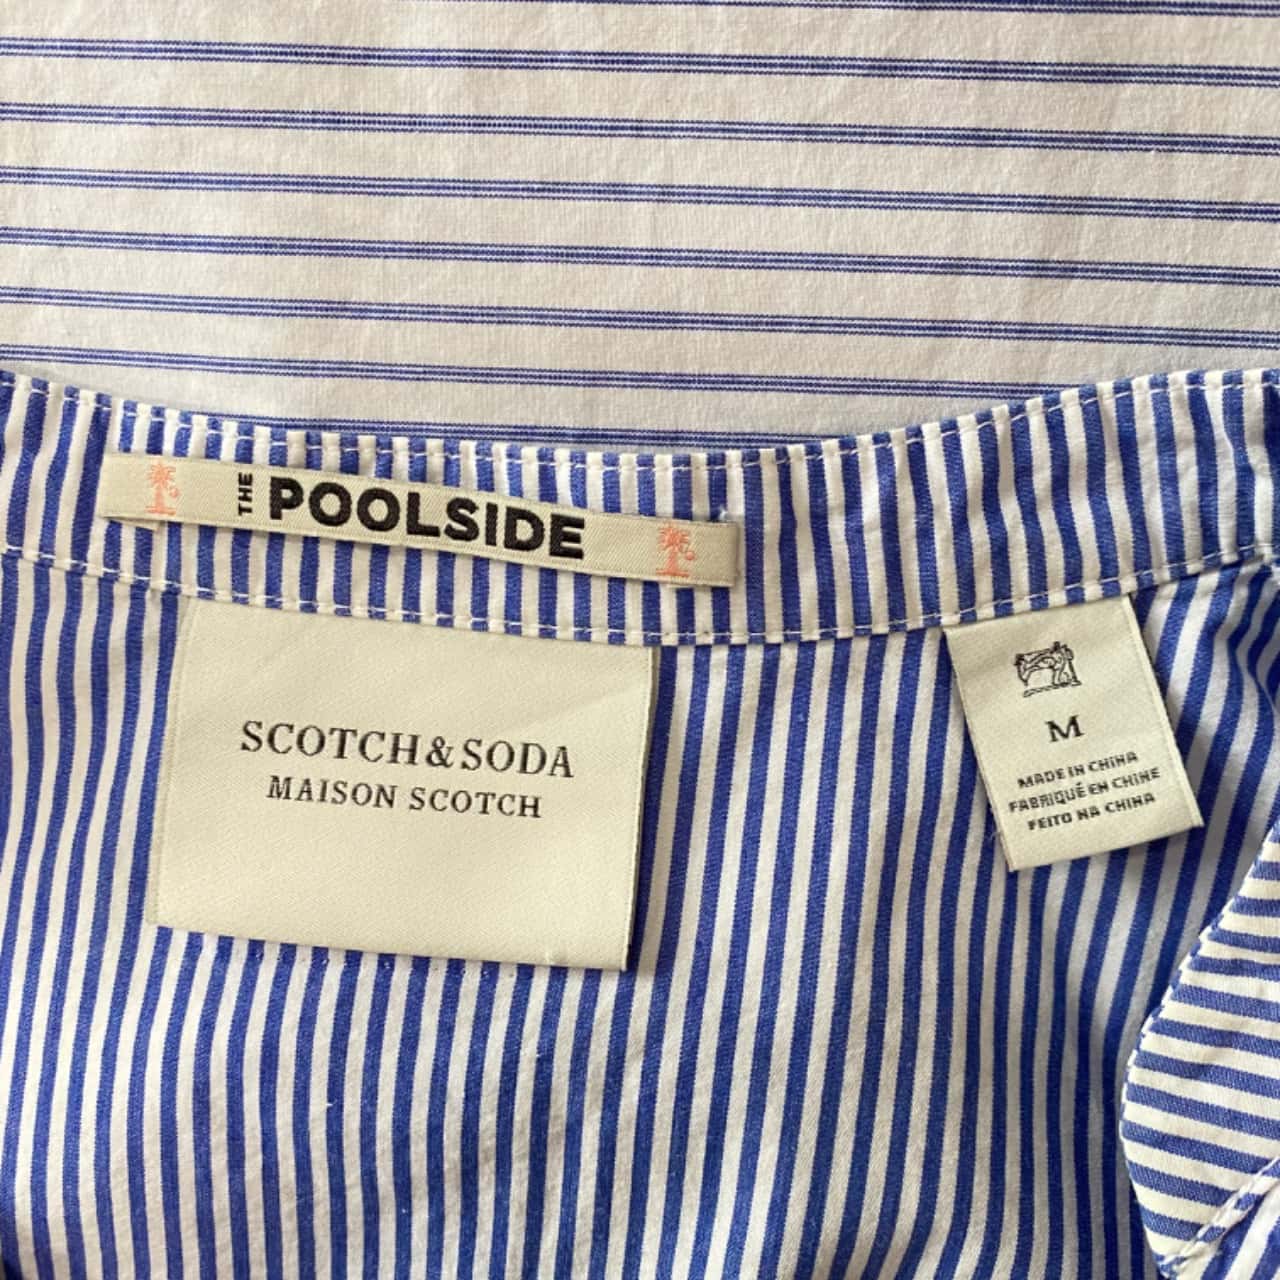 THE POOLSIDE
SCOTCH & SODA
MAISON SCOTCH
M
MADE IN CHINA
FABRIQUÉ EN CHINE
FEITO NA CHINA